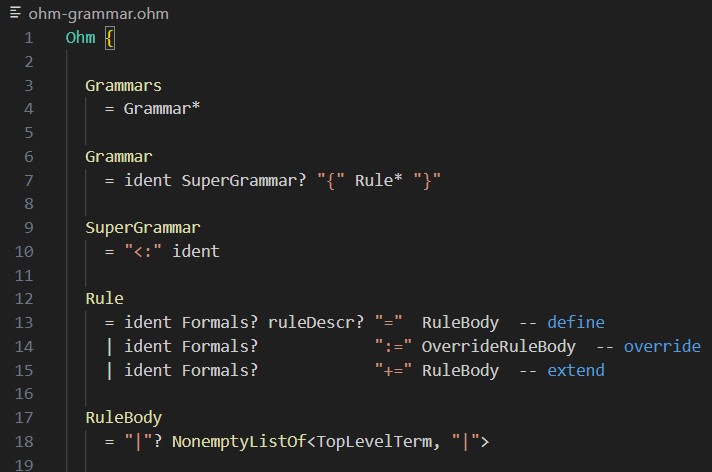 ohm-grammar.ohm
1 Ohm {
2
3 Grammars
4 = Grammar*
5
6 Grammar
7 = ident SuperGrammar? "{" Rule* "}"
8
9 SuperGrammar
10 = "<:" ident
11
12 Rule
13 = ident Formals? ruleDescr? "=" RuleBody -- define
14 | ident Formals? ":=" OverrideRuleBody -- override
15 | ident Formals? "+=" RuleBody -- extend
16
17 RuleBody
18 = "|"? NonemptyListOf<TopLevelTerm, "|">
19